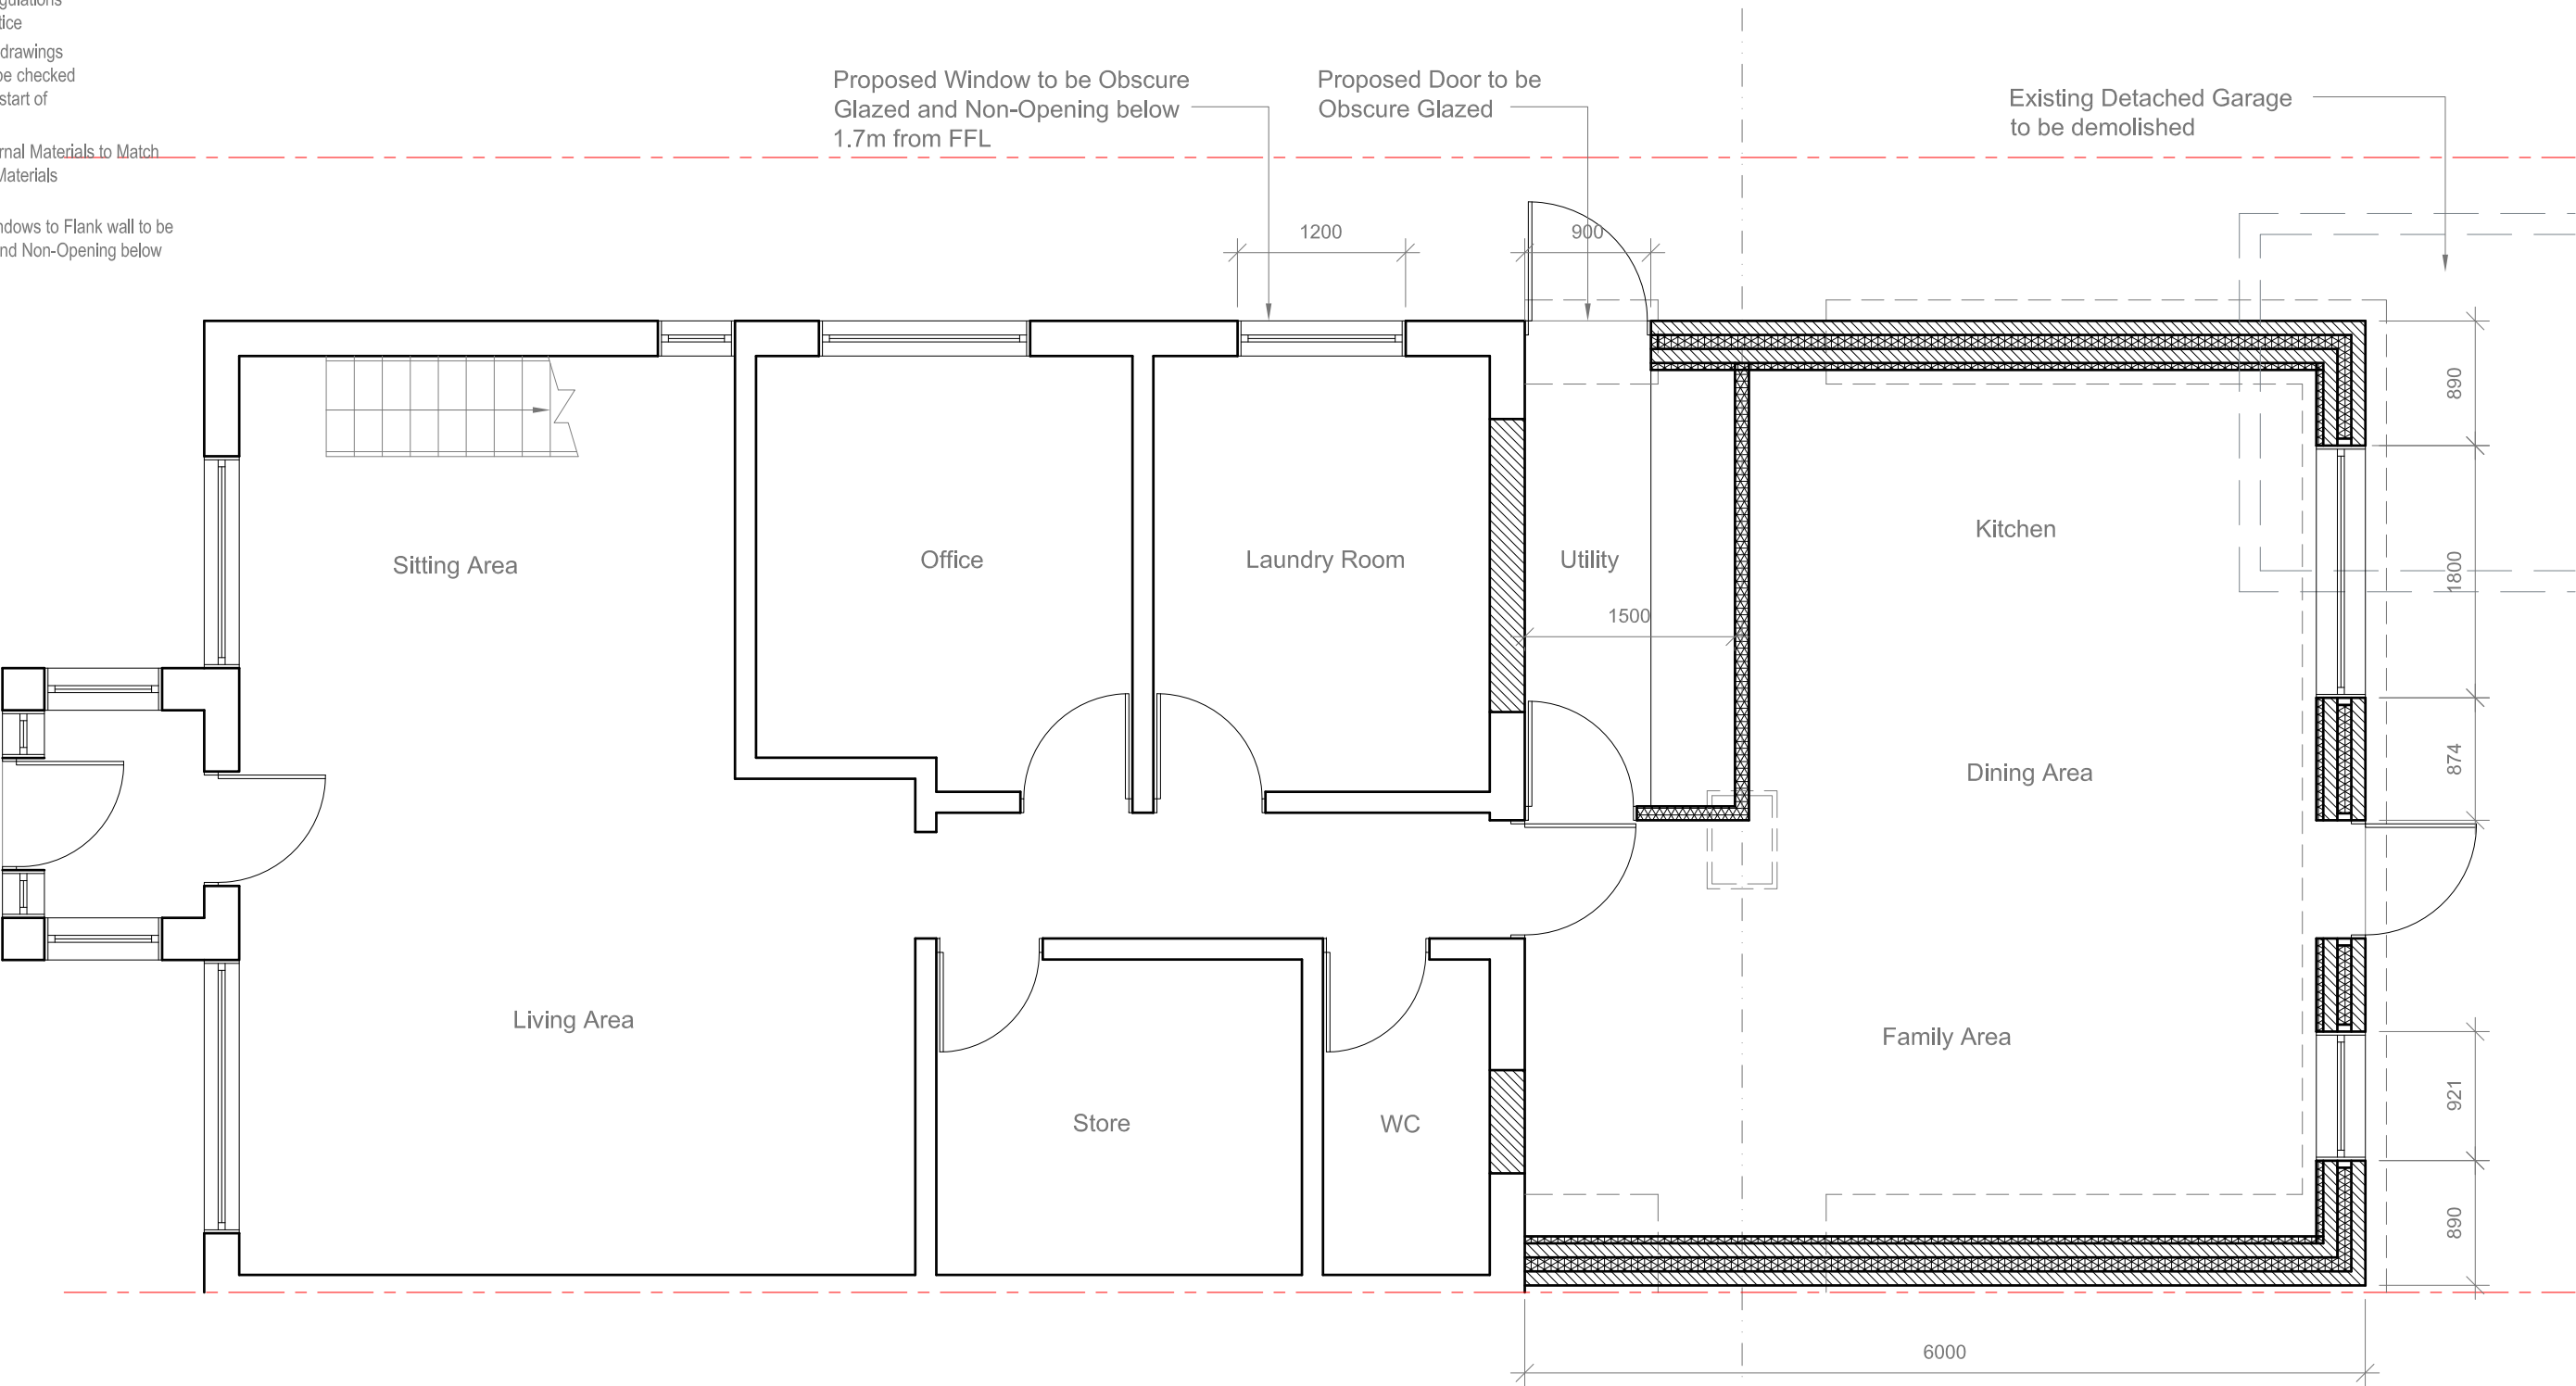 tice
drawings
be checked
start of
rnal Materials to Match
Materials
ndows to Flank wall to be
nd Non-Opening below
Proposed Window to be Obscure
Glazed and Non-Opening below
1.7m from FFL
Proposed Door to be
Obscure Glazed
Existing Detached Garage
to be demolished
1200
900
890
1800
874
921
890
Sitting Area
Office
Laundry Room
Utility
1500
Kitchen
Dining Area
Living Area
Family Area
Store
WC
6000